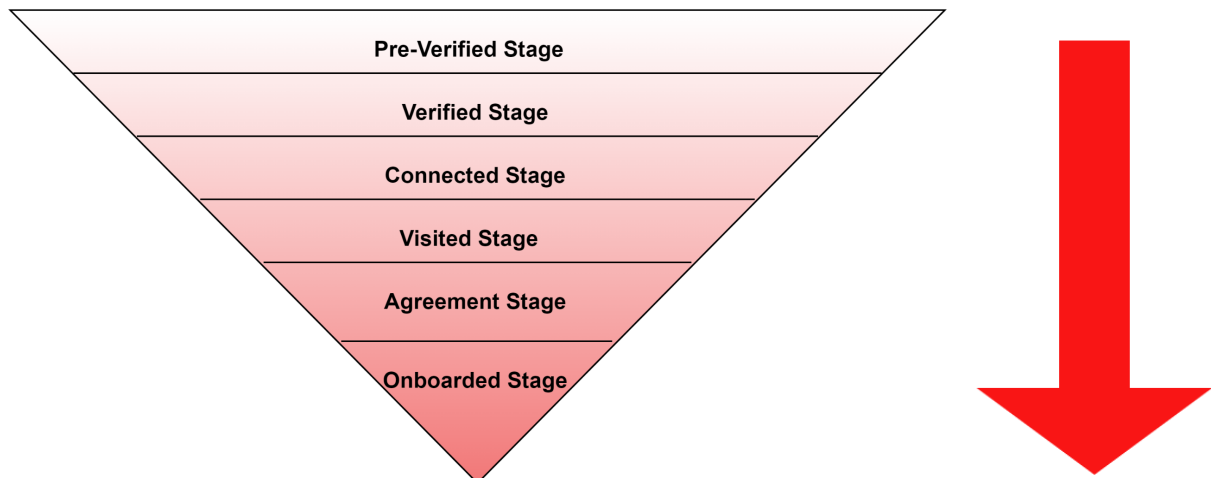 Pre-Verified Stage
Verified Stage
Connected Stage
Visited Stage
Agreement Stage
Onboarded Stage